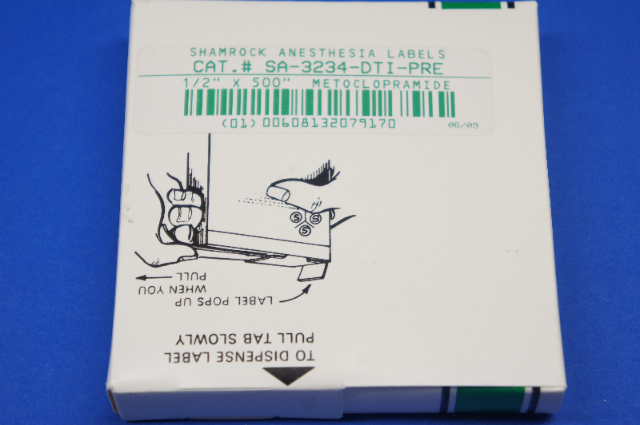 SHAMROCK ANESTHESIA LABELS
CAT.# SA-3234-DTI-PRE
1/2" X 500" METOCLOPRAMIDE
(01) 00608132079170 06/09
TO DISPENSE LABEL
PULL TAB SLOWLY
LABEL POPS UP
WHEN YOU
PULL
S S
S